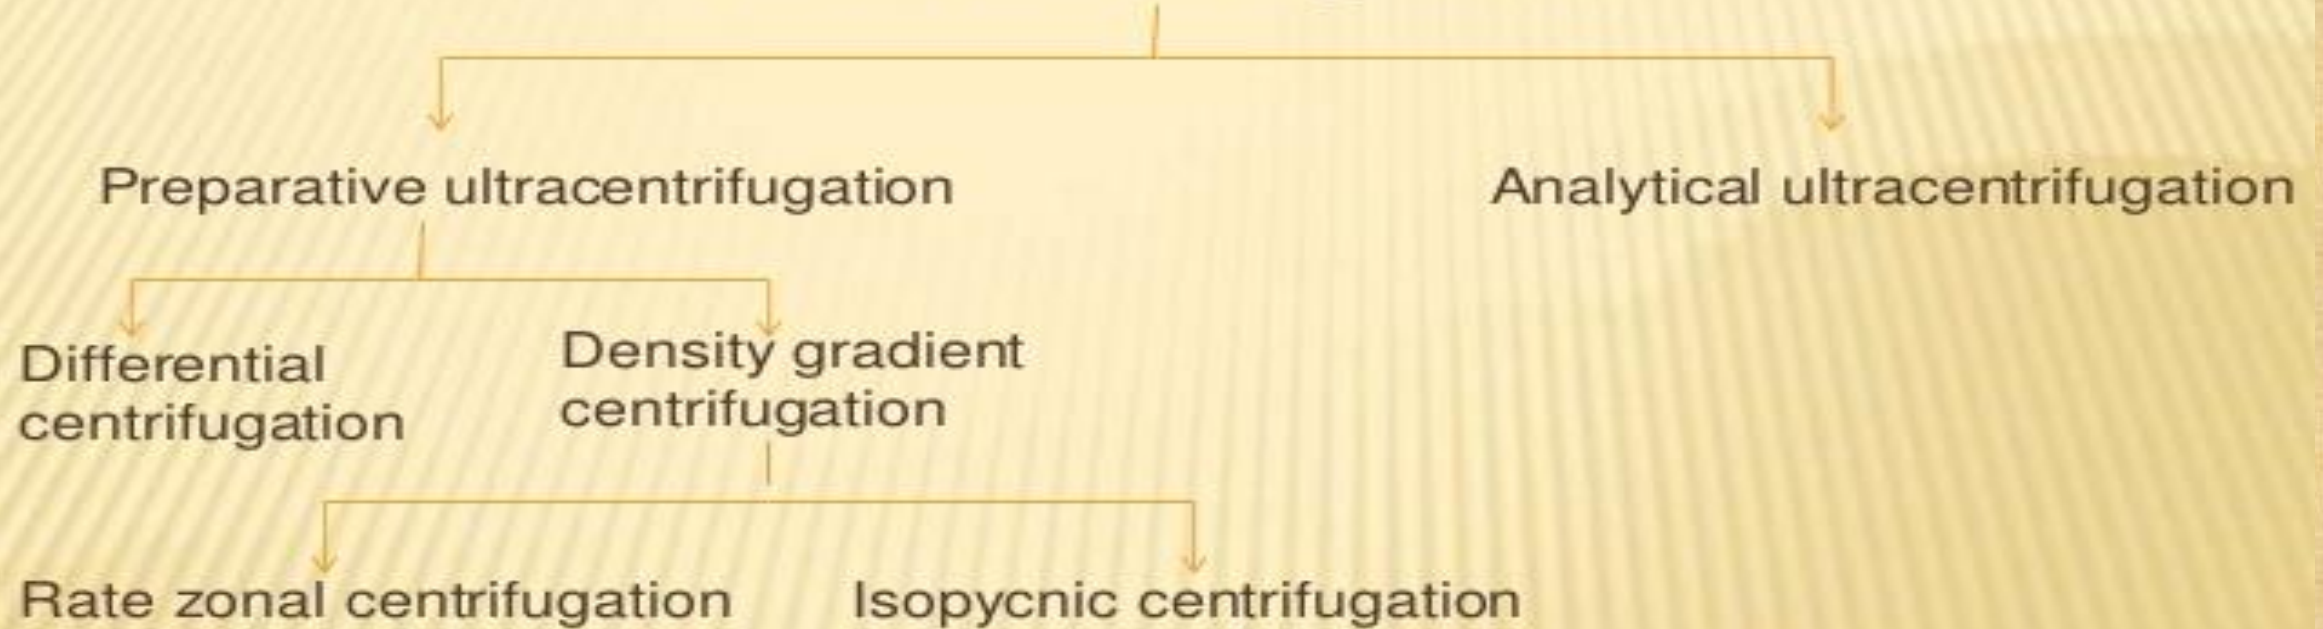 Preparative ultracentrifugation
Analytical ultracentrifugation
Differential
centrifugation
Density gradient
centrifugation
Rate zonal centrifugation
Isopycnic centrifugation